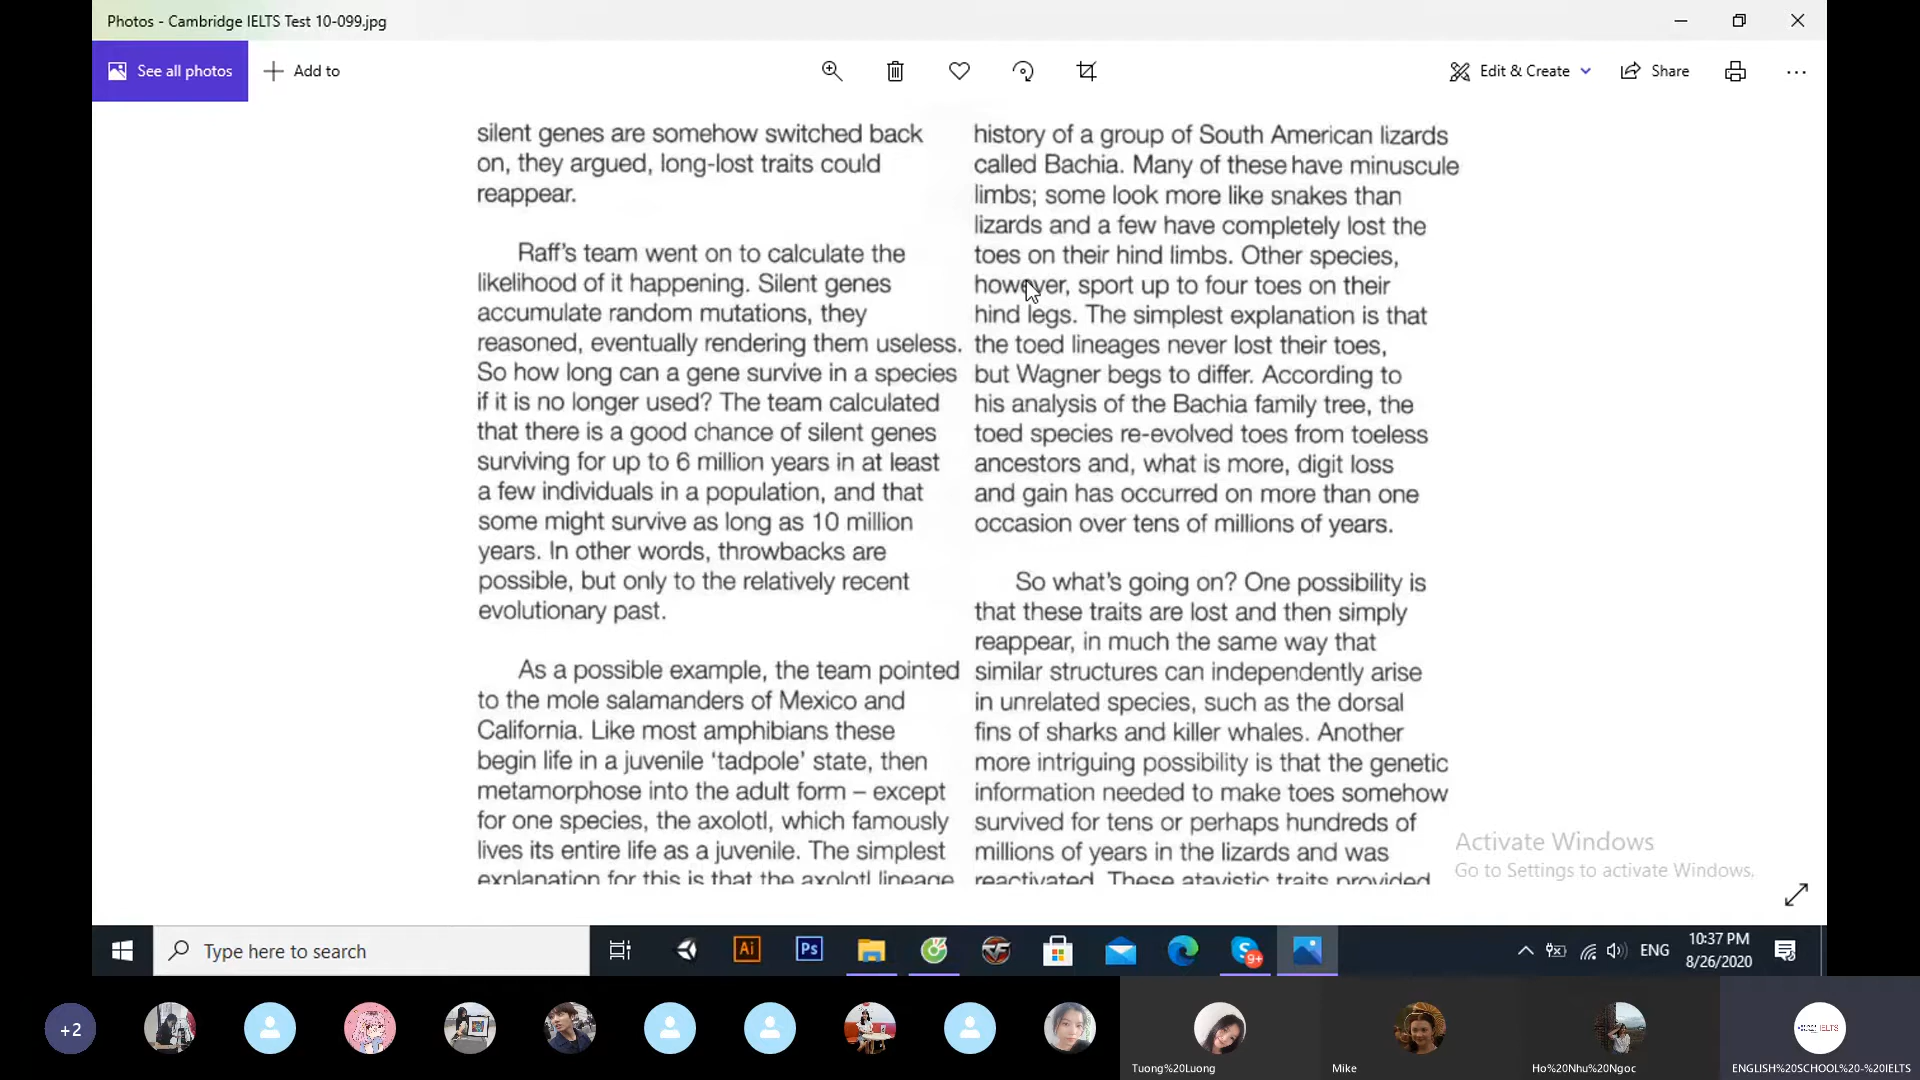 Photos - Cambridge IELTS Test 10-099.jpg
See all photos
Add to
Edit & Create
Share
silent genes are somehow switched back
on, they argued, long-lost traits could
reappear.
Raff's team went on to calculate the
likelihood of it happening. Silent genes
accumulate random mutations, they
reasoned, eventually rendering them useless.
So how long can a gene survive in a species
if it is no longer used? The team calculated
that there is a good chance of silent genes
surviving for up to 6 million years in at least
a few individuals in a population, and that
some might survive as long as 10 million
years. In other words, throwbacks are
possible, but only to the relatively recent
evolutionary past.
As a possible example, the team pointed
to the mole salamanders of Mexico and
California. Like most amphibians these
begin life in a juvenile 'tadpole' state, then
metamorphose into the adult form – except
for one species, the axolotl, which famously
lives its entire life as a juvenile. The simplest
explanation for this is that the axolotl lineage
history of a group of South American lizards
called Bachia. Many of these have minuscule
limbs; some look more like snakes than
lizards and a few have completely lost the
toes on their hind limbs. Other species,
however, sport up to four toes on their
hind legs. The simplest explanation is that
the toed lineages never lost their toes,
but Wagner begs to differ. According to
his analysis of the Bachia family tree, the
toed species re-evolved toes from toeless
ancestors and, what is more, digit loss
and gain has occurred on more than one
occasion over tens of millions of years.
So what's going on? One possibility is
that these traits are lost and then simply
reappear, in much the same way that
similar structures can independently arise
in unrelated species, such as the dorsal
fins of sharks and killer whales. Another
more intriguing possibility is that the genetic
information needed to make toes somehow
survived for tens or perhaps hundreds of
millions of years in the lizards and was
reactivated. These atavistic traits provided
Activate Windows
Go to Settings to activate Windows.
Type here to search
Ai
Ps
9+
ENG
10:37 PM
8/26/2020
+2
Tuong%20Luong
Mike
Ho%20Nhu%20Ngoc
IELTS
ENGLISH%20SCHOOL%20-%20IELTS